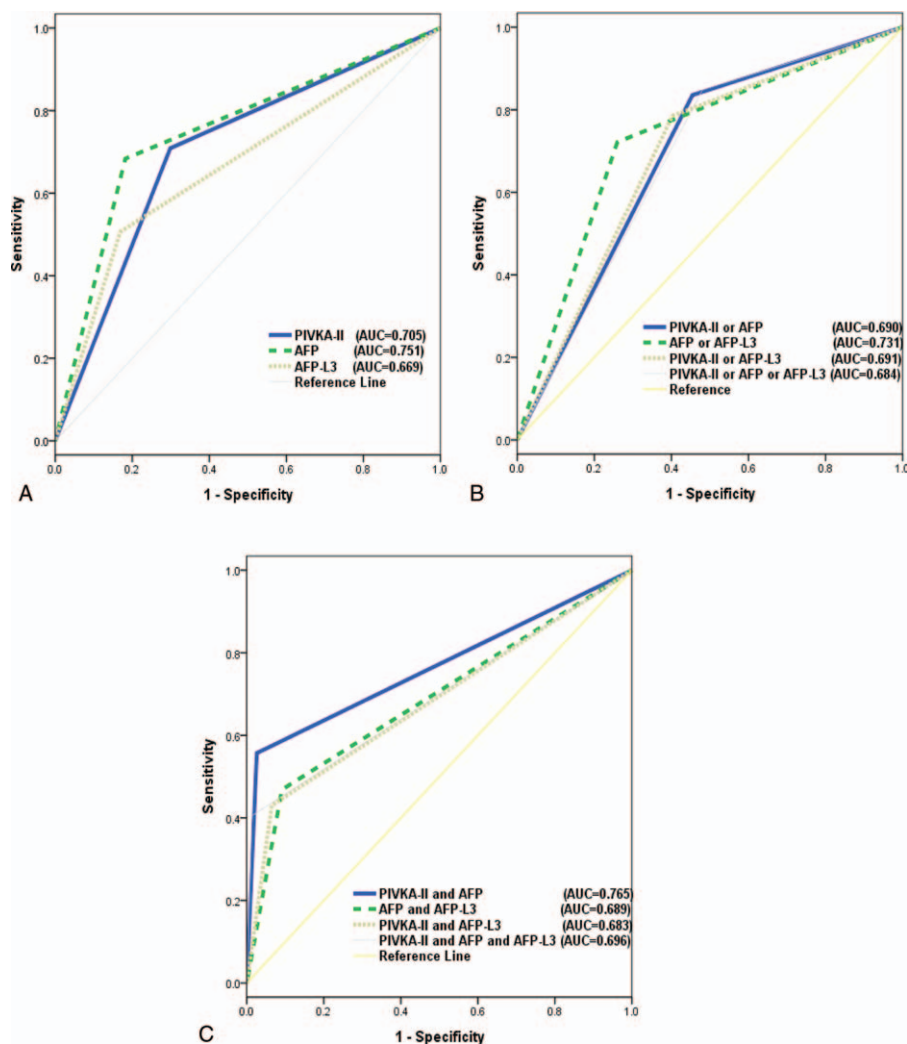 A
B
1.0
0.8
0.6
0.4
0.2
0.0
Sensitivity
PIVKA-II (AUC=0.705)
AFP (AUC=0.751)
AFP-L3 (AUC=0.669)
Reference Line
0.0 0.2 0.4 0.6 0.8 1.0
1 - Specificity
1.0
0.8
0.6
0.4
0.2
0.0
Sensitivity
PIVKA-II or AFP (AUC=0.690)
AFP or AFP-L3 (AUC=0.731)
PIVKA-II or AFP-L3 (AUC=0.691)
PIVKA-II or AFP or AFP-L3 (AUC=0.684)
Reference
0.0 0.2 0.4 0.6 0.8 1.0
1 - Specificity
1.0
0.8
0.6
0.4
0.2
0.0
Sensitivity
PIVKA-II and AFP (AUC=0.765)
AFP and AFP-L3 (AUC=0.689)
PIVKA-II and AFP-L3 (AUC=0.683)
PIVKA-II and AFP and AFP-L3 (AUC=0.696)
Reference Line
0.0 0.2 0.4 0.6 0.8 1.0
1 - Specificity
C